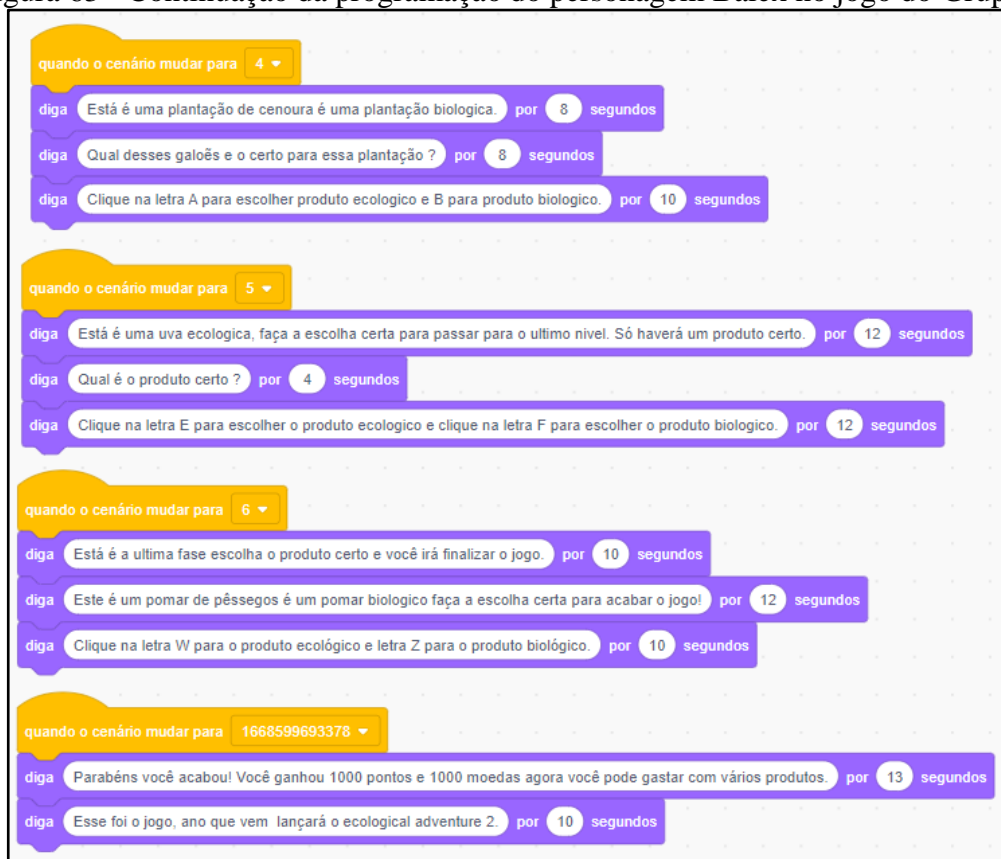 quando o cenário mudar para 4
diga Está é uma plantação de cenoura é uma plantação biologica. por 8 segundos
diga Qual desses galoẽs e o certo para essa plantação ? por 8 segundos
diga Clique na letra A para escolher produto ecologico e B para produto biologico. por 10 segundos
quando o cenário mudar para 5
diga Está é uma uva ecologica, faça a escolha certa para passar para o ultimo nivel. Só haverá um produto certo. por 12 segundos
diga Qual é o produto certo ? por 4 segundos
diga Clique na letra E para escolher o produto ecologico e clique na letra F para escolher o produto biologico. por 12 segundos
quando o cenário mudar para 6
diga Está é a ultima fase escolha o produto certo e você irá finalizar o jogo. por 10 segundos
diga Este é um pomar de pêssegos é um pomar biologico faça a escolha certa para acabar o jogo! por 12 segundos
diga Clique na letra W para o produto ecológico e letra Z para o produto biológico. por 10 segundos
quando o cenário mudar para 1668599693378
diga Parabéns você acabou! Você ganhou 1000 pontos e 1000 moedas agora você pode gastar com vários produtos. por 13 segundos
diga Esse foi o jogo, ano que vem lançará o ecological adventure 2. por 10 segundos